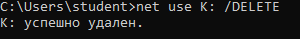 C:\Users\student>net use K: /DELETE
K: успешно удален.